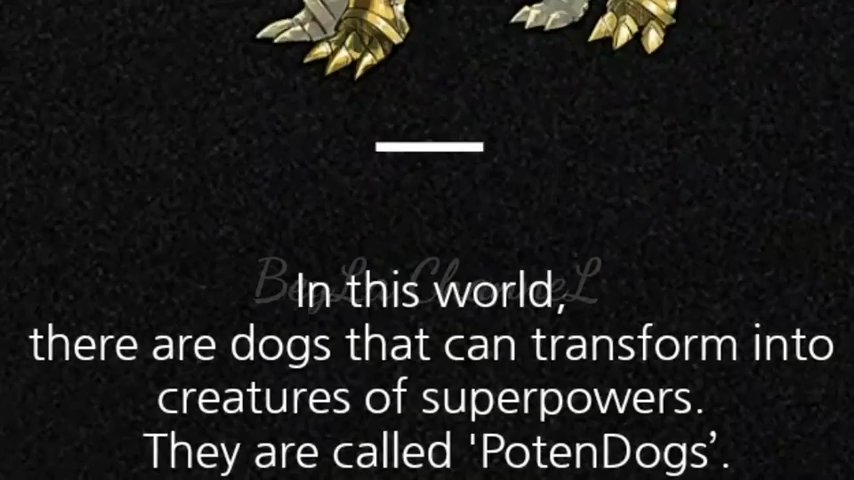 In this world,
there are dogs that can transform into
creatures of superpowers.
They are called 'PotenDogs’.